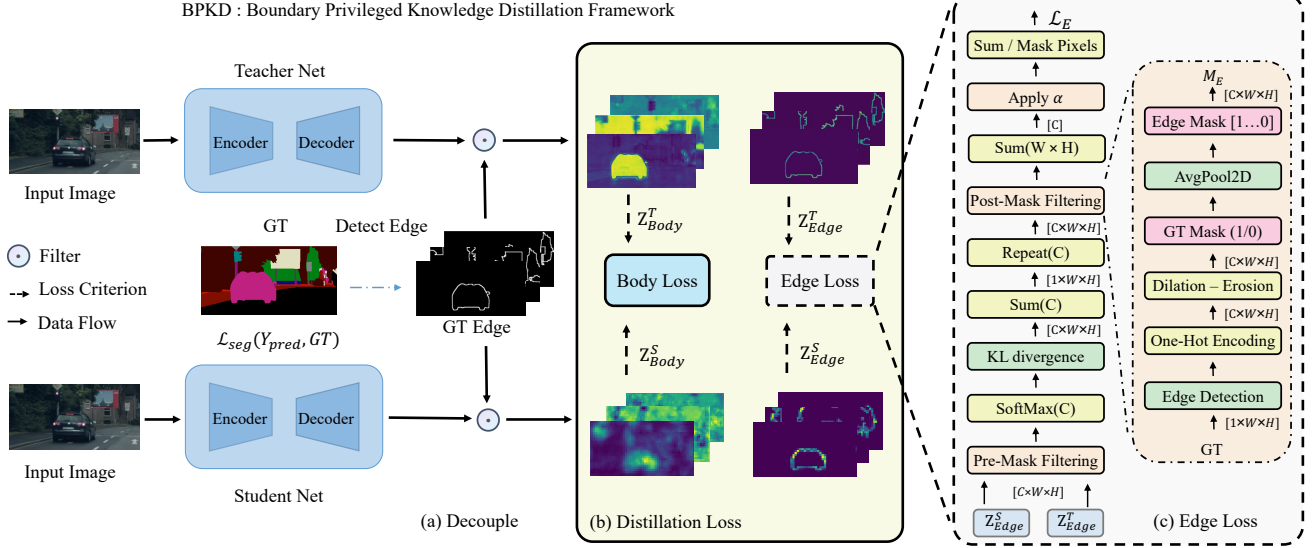 BPKD : Boundary Privileged Knowledge Distillation Framework
Teacher Net
Encoder
Decoder
Input Image
GT
Detect Edge
Filter
Loss Criterion
Data Flow
GT Edge
ℒ_seg(Y_pred, GT)
Encoder
Decoder
Input Image
Student Net
(a) Decouple
Z^T_Body
Z^T_Edge
Body Loss
Edge Loss
Z^S_Body
Z^S_Edge
(b) Distillation Loss
ℒ_E
Sum / Mask Pixels
Apply α
[C]
Sum(W × H)
Post-Mask Filtering
[C×W×H]
Repeat(C)
[1×W×H]
Sum(C)
[C×W×H]
KL divergence
SoftMax(C)
Pre-Mask Filtering
[C×W×H]
Z^S_Edge
Z^T_Edge
M_E
[C×W×H]
Edge Mask [1…0]
AvgPool2D
GT Mask (1/0)
[C×W×H]
Dilation – Erosion
[C×W×H]
One-Hot Encoding
Edge Detection
[1×W×H]
GT
(c) Edge Loss